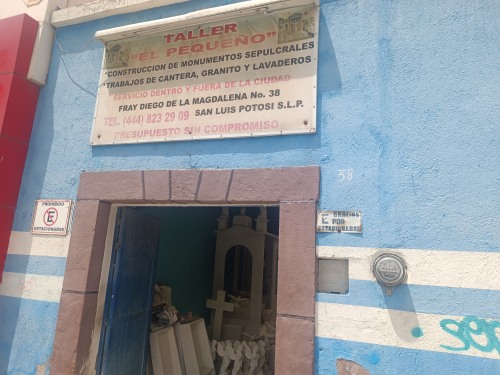 TALLER
"EL PEQUEÑO"
*CONSTRUCCION DE MONUMENTOS SEPULCRALES
*TRABAJOS DE CANTERA, GRANITO Y LAVADEROS
SERVICIO DENTRO Y FUERA DE LA CIUDAD
FRAY DIEGO DE LA MAGDALENA No. 38
TEL. (444) 823 29 09 SAN LUIS POTOSI S.L.P.
PRESUPUESTO SIN COMPROMISO
38
PROHIBIDO
E
ESTACIONARSE
E GRACIAS
POR